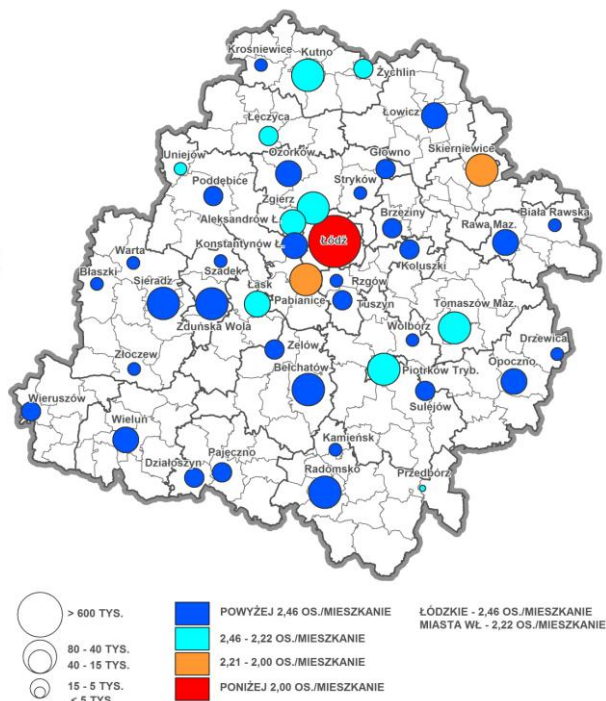 Krośniewice
Kutno
Żychlin
Łęczyca
Łowicz
Uniejów
Ozorków
Główno
Skierniewice
Poddębice
Stryków
Zgierz
Aleksandrów Ł.
Brzeziny
Biała Rawska
Rawa Maz.
Warta
Konstantynów Ł.
Łódź
Koluszki
Błaszki
Szadek
Sieradz
Łask
Pabianice
Rzgów
Tuszyn
Tomaszów Maz.
Zduńska Wola
Wolbórz
Drzewica
Złoczew
Zelów
Bełchatów
Piotrków Tryb.
Opoczno
Wieruszów
Sulejów
Wieluń
Kamieńsk
Działoszyn
Pajęczno
Radomsko
Przedbórz
> 600 TYS.
80 - 40 TYS.
40 - 15 TYS.
15 - 5 TYS.
< 5 TYS.
POWYŻEJ 2,46 OS./MIESZKANIE
2,46 - 2,22 OS./MIESZKANIE
2,21 - 2,00 OS./MIESZKANIE
PONIŻEJ 2,00 OS./MIESZKANIE
ŁÓDZKIE - 2,46 OS./MIESZKANIE
MIASTA WŁ - 2,22 OS./MIESZKANIE